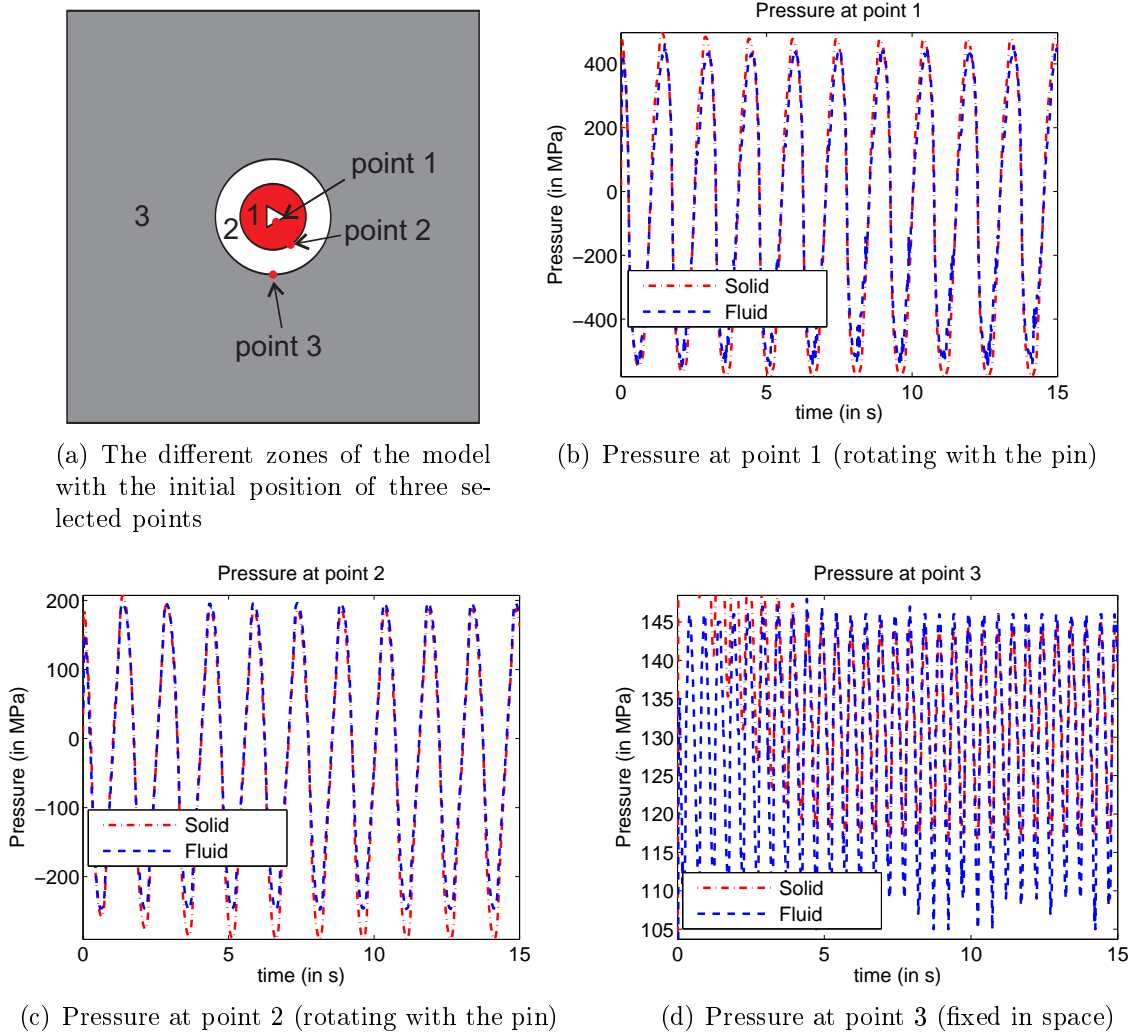 point 1
1
3
2
point 2
point 3
(a) The different zones of the model
with the initial position of three se-
lected points
Pressure at point 1
Pressure (in MPa)
400
200
0
−200
−400
Solid
Fluid
0
5
10
15
time (in s)
(b) Pressure at point 1 (rotating with the pin)
Pressure at point 2
Pressure (in MPa)
200
100
0
−100
−200
Solid
Fluid
0
5
10
15
time (in s)
(c) Pressure at point 2 (rotating with the pin)
Pressure at point 3
Pressure (in MPa)
145
140
135
130
125
120
115
110
105
Solid
Fluid
0
5
10
15
time (in s)
(d) Pressure at point 3 (fixed in space)